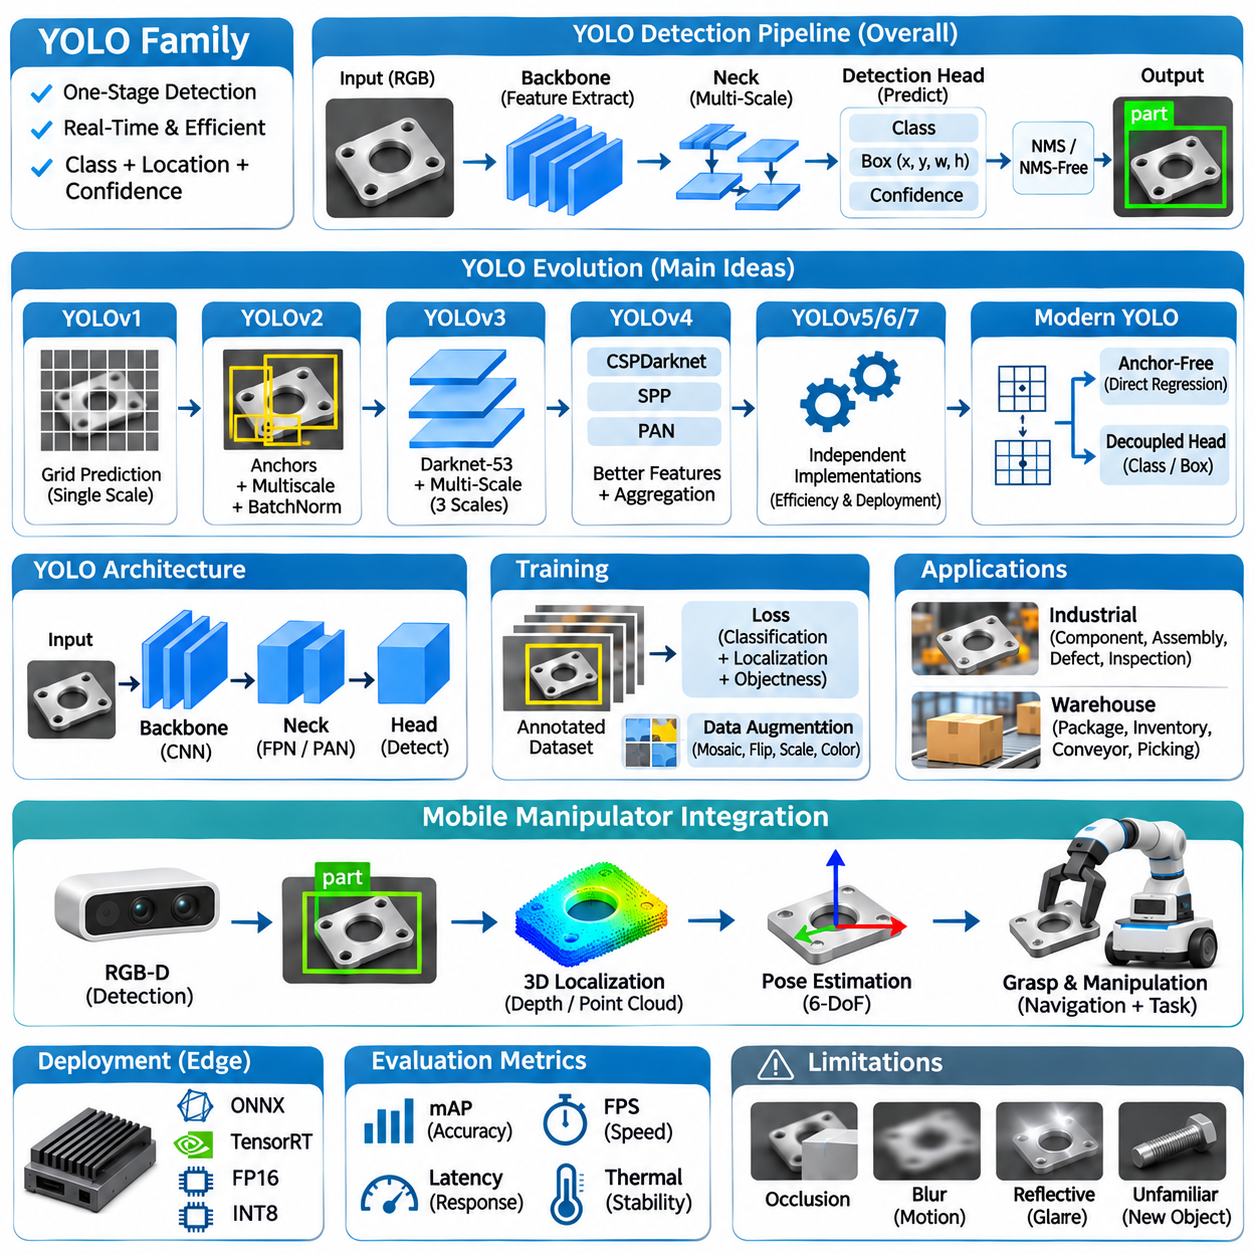 YOLO Family
One-Stage Detection
Real-Time & Efficient
Class + Location +
Confidence
YOLO Detection Pipeline (Overall)
Input (RGB)
Backbone
(Feature Extract)
Neck
(Multi-Scale)
Detection Head
(Predict)
Class
Box (x, y, w, h)
Confidence
NMS /
NMS-Free
Output
part
YOLO Evolution (Main Ideas)
YOLOv1
Grid Prediction
(Single Scale)
YOLOv2
Anchors
+ Multiscale
+ BatchNorm
YOLOv3
Darknet-53
+ Multi-Scale
(3 Scales)
YOLOv4
CSPDarknet
SPP
PAN
Better Features
+ Aggregation
YOLOv5/6/7
Independent
Implementations
(Efficiency & Deployment)
Modern YOLO
Anchor-Free
(Direct Regression)
Decoupled Head
(Class / Box)
YOLO Architecture
Input
Backbone
(CNN)
Neck
(FPN / PAN)
Head
(Detect)
Training
Annotated
Dataset
Loss
(Classification
+ Localization
+ Objectness)
Data Augmenttion
(Mosaic, Flip, Scale, Color)
Applications
Industrial
(Component, Assembly,
Defect, Inspection)
Warehouse
(Package, Inventory,
Conveyor, Picking)
Mobile Manipulator Integration
RGB-D
(Detection)
part
3D Localization
(Depth / Point Cloud)
Pose Estimation
(6-DoF)
Grasp & Manipulation
(Navigation + Task)
Deployment (Edge)
ONNX
TensorRT
FP16
INT8
Evaluation Metrics
mAP
(Accuracy)
FPS
(Speed)
Latency
(Response)
Thermal
(Stability)
Limitations
Occlusion
Blur
(Motion)
Reflective
(Glarre)
Unfamiliar
(New Object)